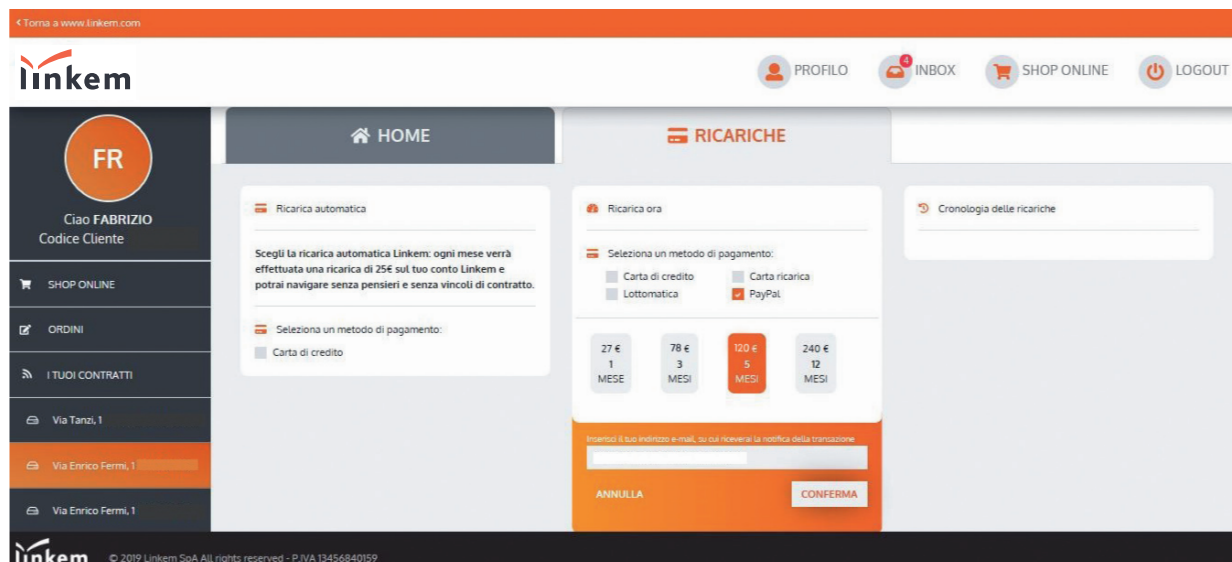 Torna a www.linkem.com
linkem
PROFILO
4
INBOX
SHOP ONLINE
LOGOUT
FR
Ciao FABRIZIO
Codice Cliente
SHOP ONLINE
ORDINI
I TUOI CONTRATTI
Via Tanzi, 1
Via Enrico Fermi, 1
Via Enrico Fermi, 1
HOME
RICARICHE
Ricarica automatica
Scegli la ricarica automatica Linkem: ogni mese verrà
effettuata una ricarica di 25€ sul tuo conto Linkem e
potrai navigare senza pensieri e senza vincoli di contratto.
Seleziona un metodo di pagamento:
Carta di credito
Ricarica ora
Seleziona un metodo di pagamento:
Carta di credito
Carta ricarica
Lottomatica
PayPal
27 €
1
MESE
78 €
3
MESI
120 €
5
MESI
240 €
12
MESI
Inserisci il tuo indirizzo e-mail, su cui riceverai la notifica della transazione
ANNULLA
CONFERMA
Cronologia delle ricariche
linkem
© 2019 Linkem SpA All rights reserved - P.IVA 13456840159